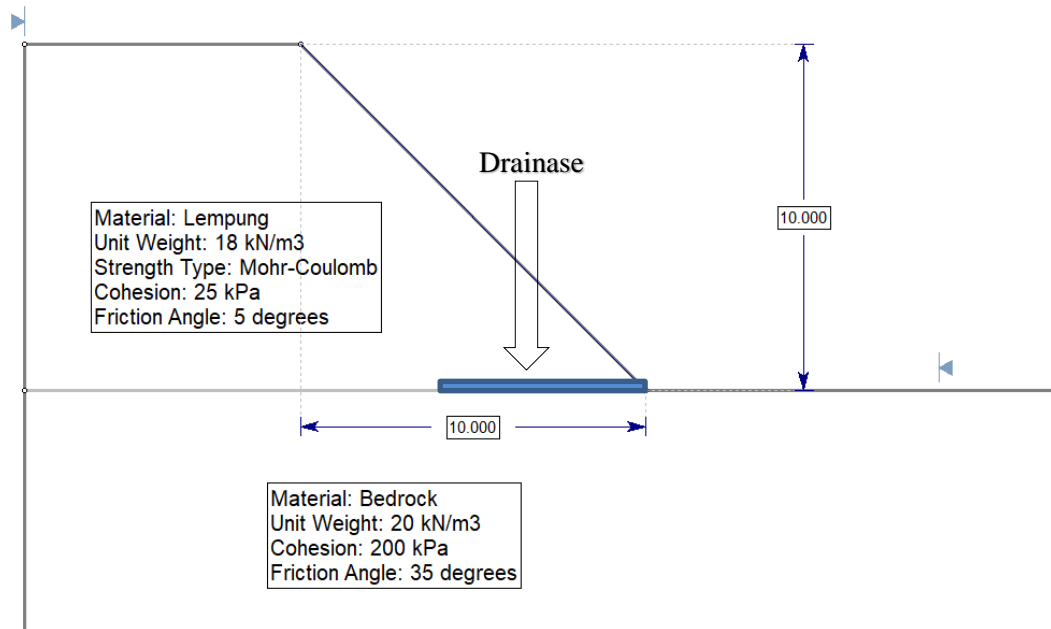 Drainase
Material: Lempung
Unit Weight: 18 kN/m3
Strength Type: Mohr-Coulomb
Cohesion: 25 kPa
Friction Angle: 5 degrees
10.000
10.000
Material: Bedrock
Unit Weight: 20 kN/m3
Cohesion: 200 kPa
Friction Angle: 35 degrees